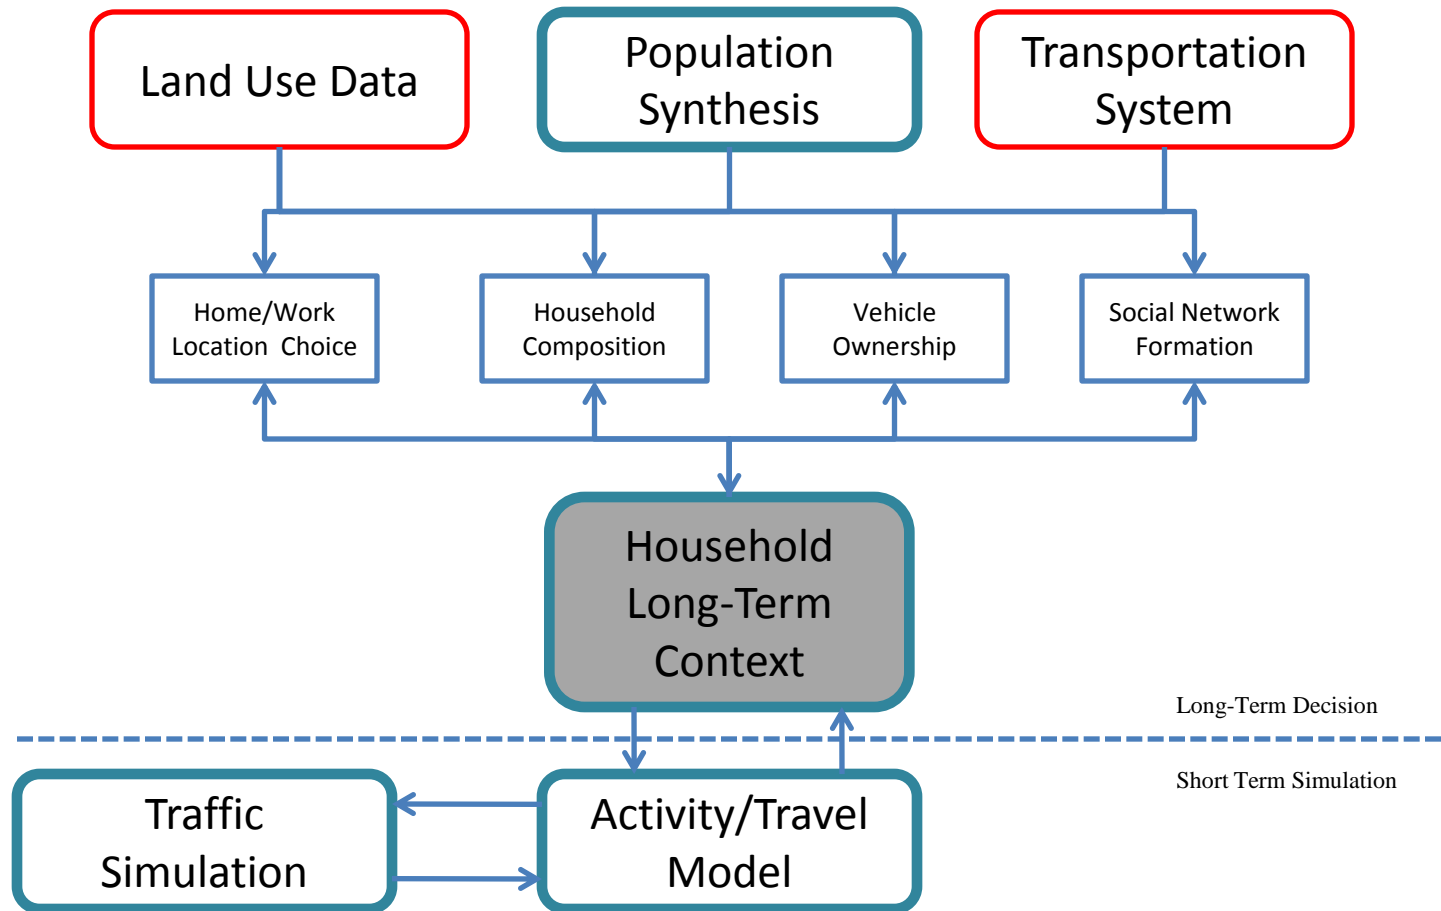 Land Use Data
Population
Synthesis
Transportation
System
Home/Work
Location Choice
Household
Composition
Vehicle
Ownership
Social Network
Formation
Household
Long-Term
Context
Long-Term Decision
Short Term Simulation
Traffic
Simulation
Activity/Travel
Model